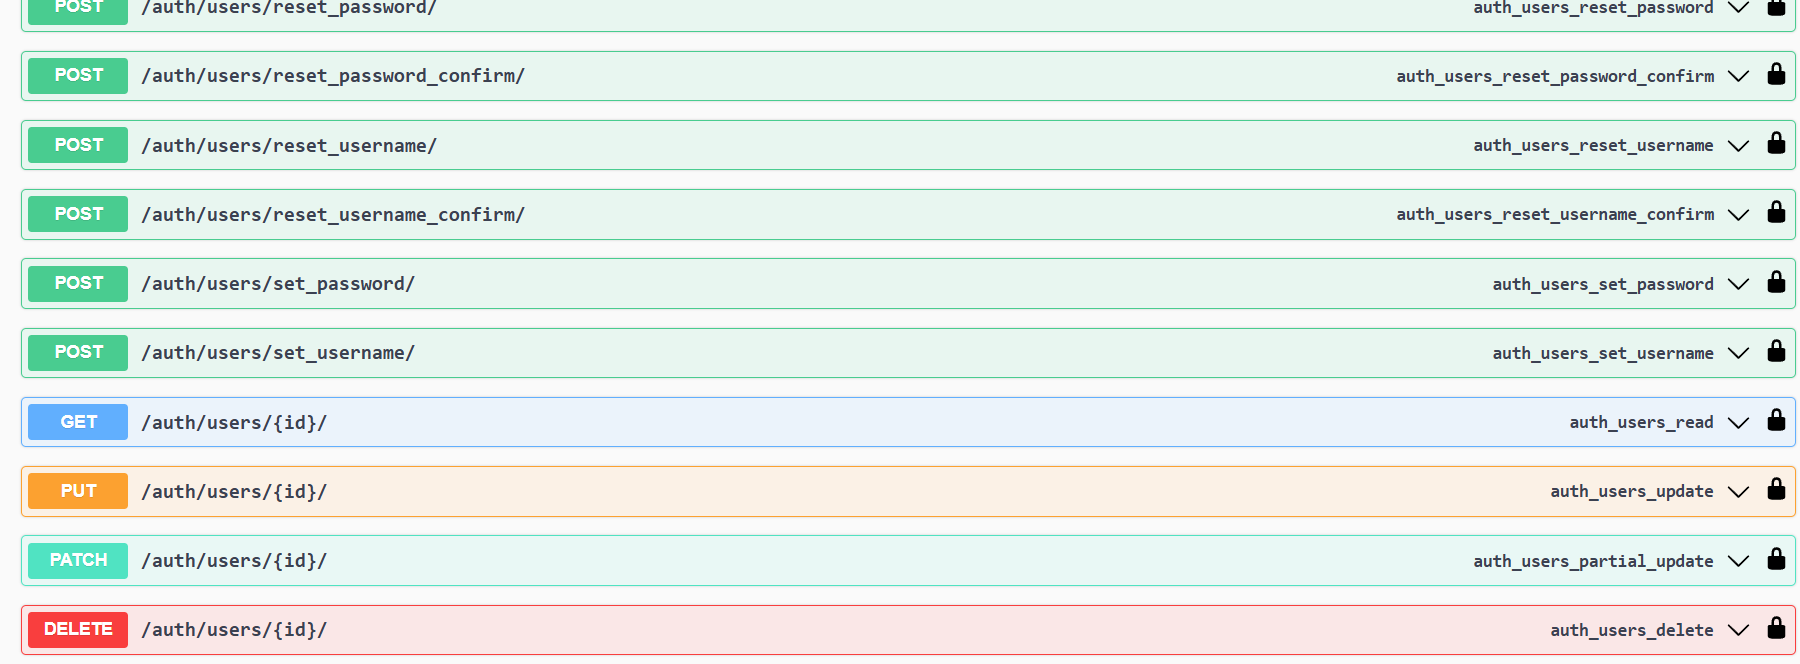 POST /auth/users/reset_password/ auth_users_reset_password
POST /auth/users/reset_password_confirm/ auth_users_reset_password_confirm
POST /auth/users/reset_username/ auth_users_reset_username
POST /auth/users/reset_username_confirm/ auth_users_reset_username_confirm
POST /auth/users/set_password/ auth_users_set_password
POST /auth/users/set_username/ auth_users_set_username
GET /auth/users/{id}/ auth_users_read
PUT /auth/users/{id}/ auth_users_update
PATCH /auth/users/{id}/ auth_users_partial_update
DELETE /auth/users/{id}/ auth_users_delete